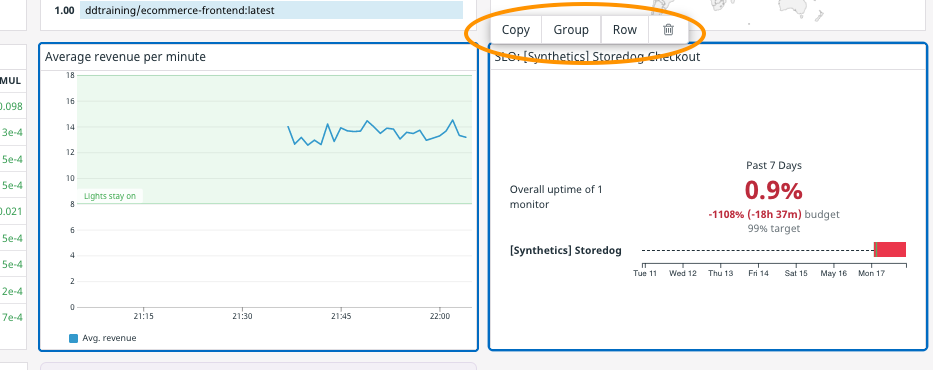 1.00 ddtraining/ecommerce-frontend:latest
Copy Group Row
MUL
0.098
3e-4
5e-4
5e-4
0.021
5e-4
5e-4
2e-4
7e-4
Average revenue per minute
18
16
14
12
10
Lights stay on
8
6
4
2
0
21:15 21:30 21:45 22:00
Avg. revenue
SLO: [Synthetics] Storedog Checkout
Past 7 Days
Overall uptime of 1
monitor
0.9%
-1108% (-18h 37m) budget
99% target
[Synthetics] Storedog
Tue 11 Wed 12 Thu 13 Fri 14 Sat 15 May 16 Mon 17